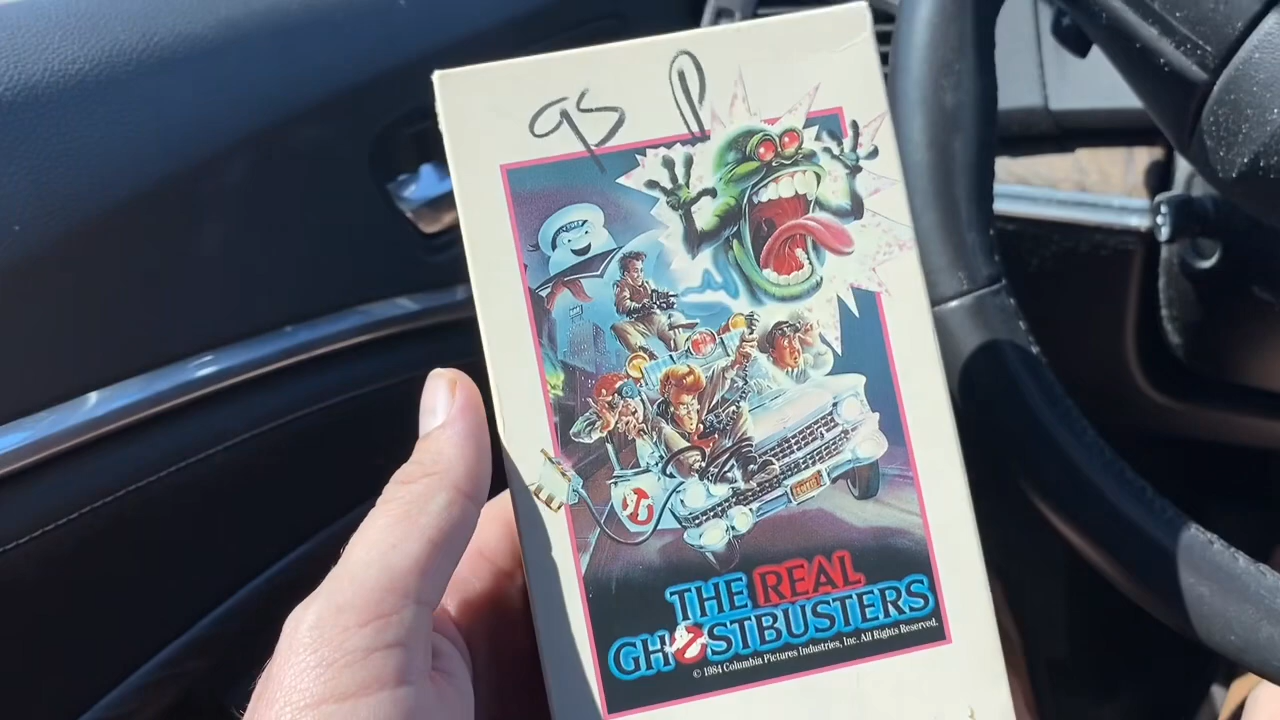 95 P
THE REAL
GHOSTBUSTERS
© 1984 Columbia Pictures Industries, Inc. All Rights Reserved.